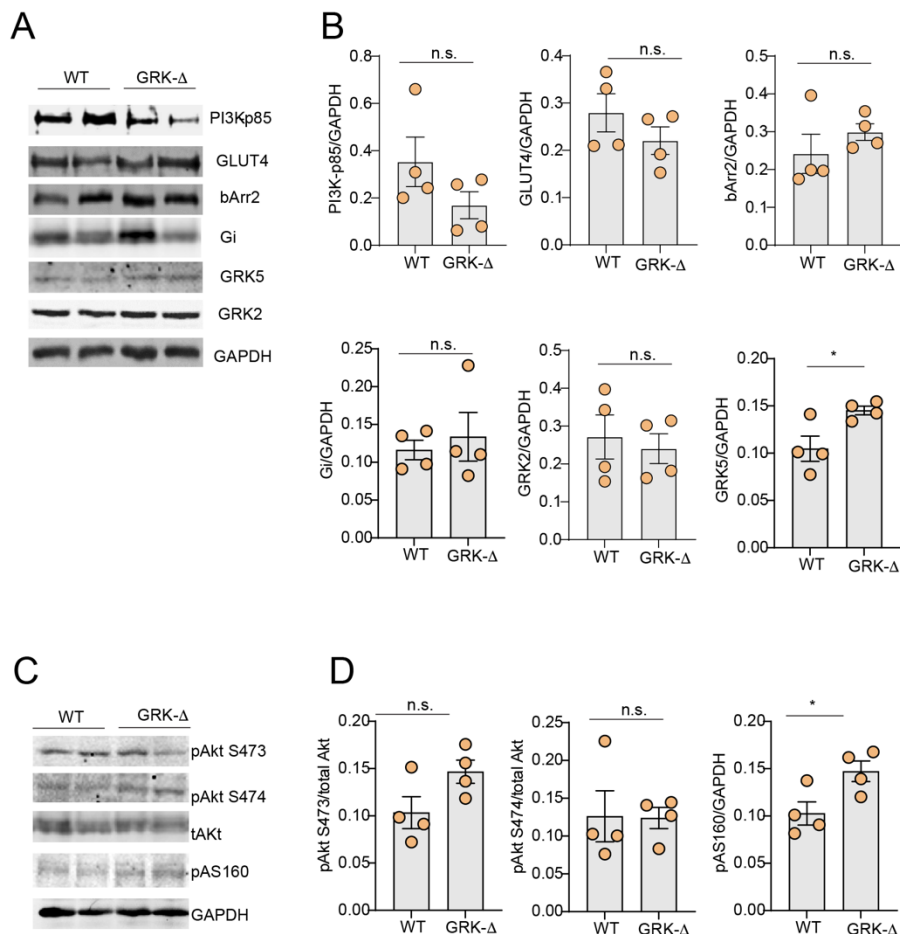 A
WT GRK-Δ
PI3Kp85
GLUT4
bArr2
Gi
GRK5
GRK2
GAPDH
B
n.s.
PI3K-p85/GAPDH
0.8
0.6
0.4
0.2
0.0
WT GRK-Δ
n.s.
GLUT4/GAPDH
0.4
0.3
0.2
0.1
0.0
WT GRK-Δ
n.s.
bArr2/GAPDH
0.5
0.4
0.3
0.2
0.1
0.0
WT GRK-Δ
n.s.
Gi/GAPDH
0.25
0.20
0.15
0.10
0.05
0.00
WT GRK-Δ
n.s.
GRK2/GAPDH
0.5
0.4
0.3
0.2
0.1
0.0
WT GRK-Δ
*
GRK5/GAPDH
0.20
0.15
0.10
0.05
0.00
WT GRK-Δ
C
WT GRK-Δ
pAkt S473
pAkt S474
tAKt
pAS160
GAPDH
D
n.s.
pAkt S473/total Akt
0.20
0.15
0.10
0.05
0.00
WT GRK-Δ
n.s.
pAkt S474/total Akt
0.25
0.20
0.15
0.10
0.05
0.00
WT GRK-Δ
*
pAS160/GAPDH
0.20
0.15
0.10
0.05
0.00
WT GRK-Δ